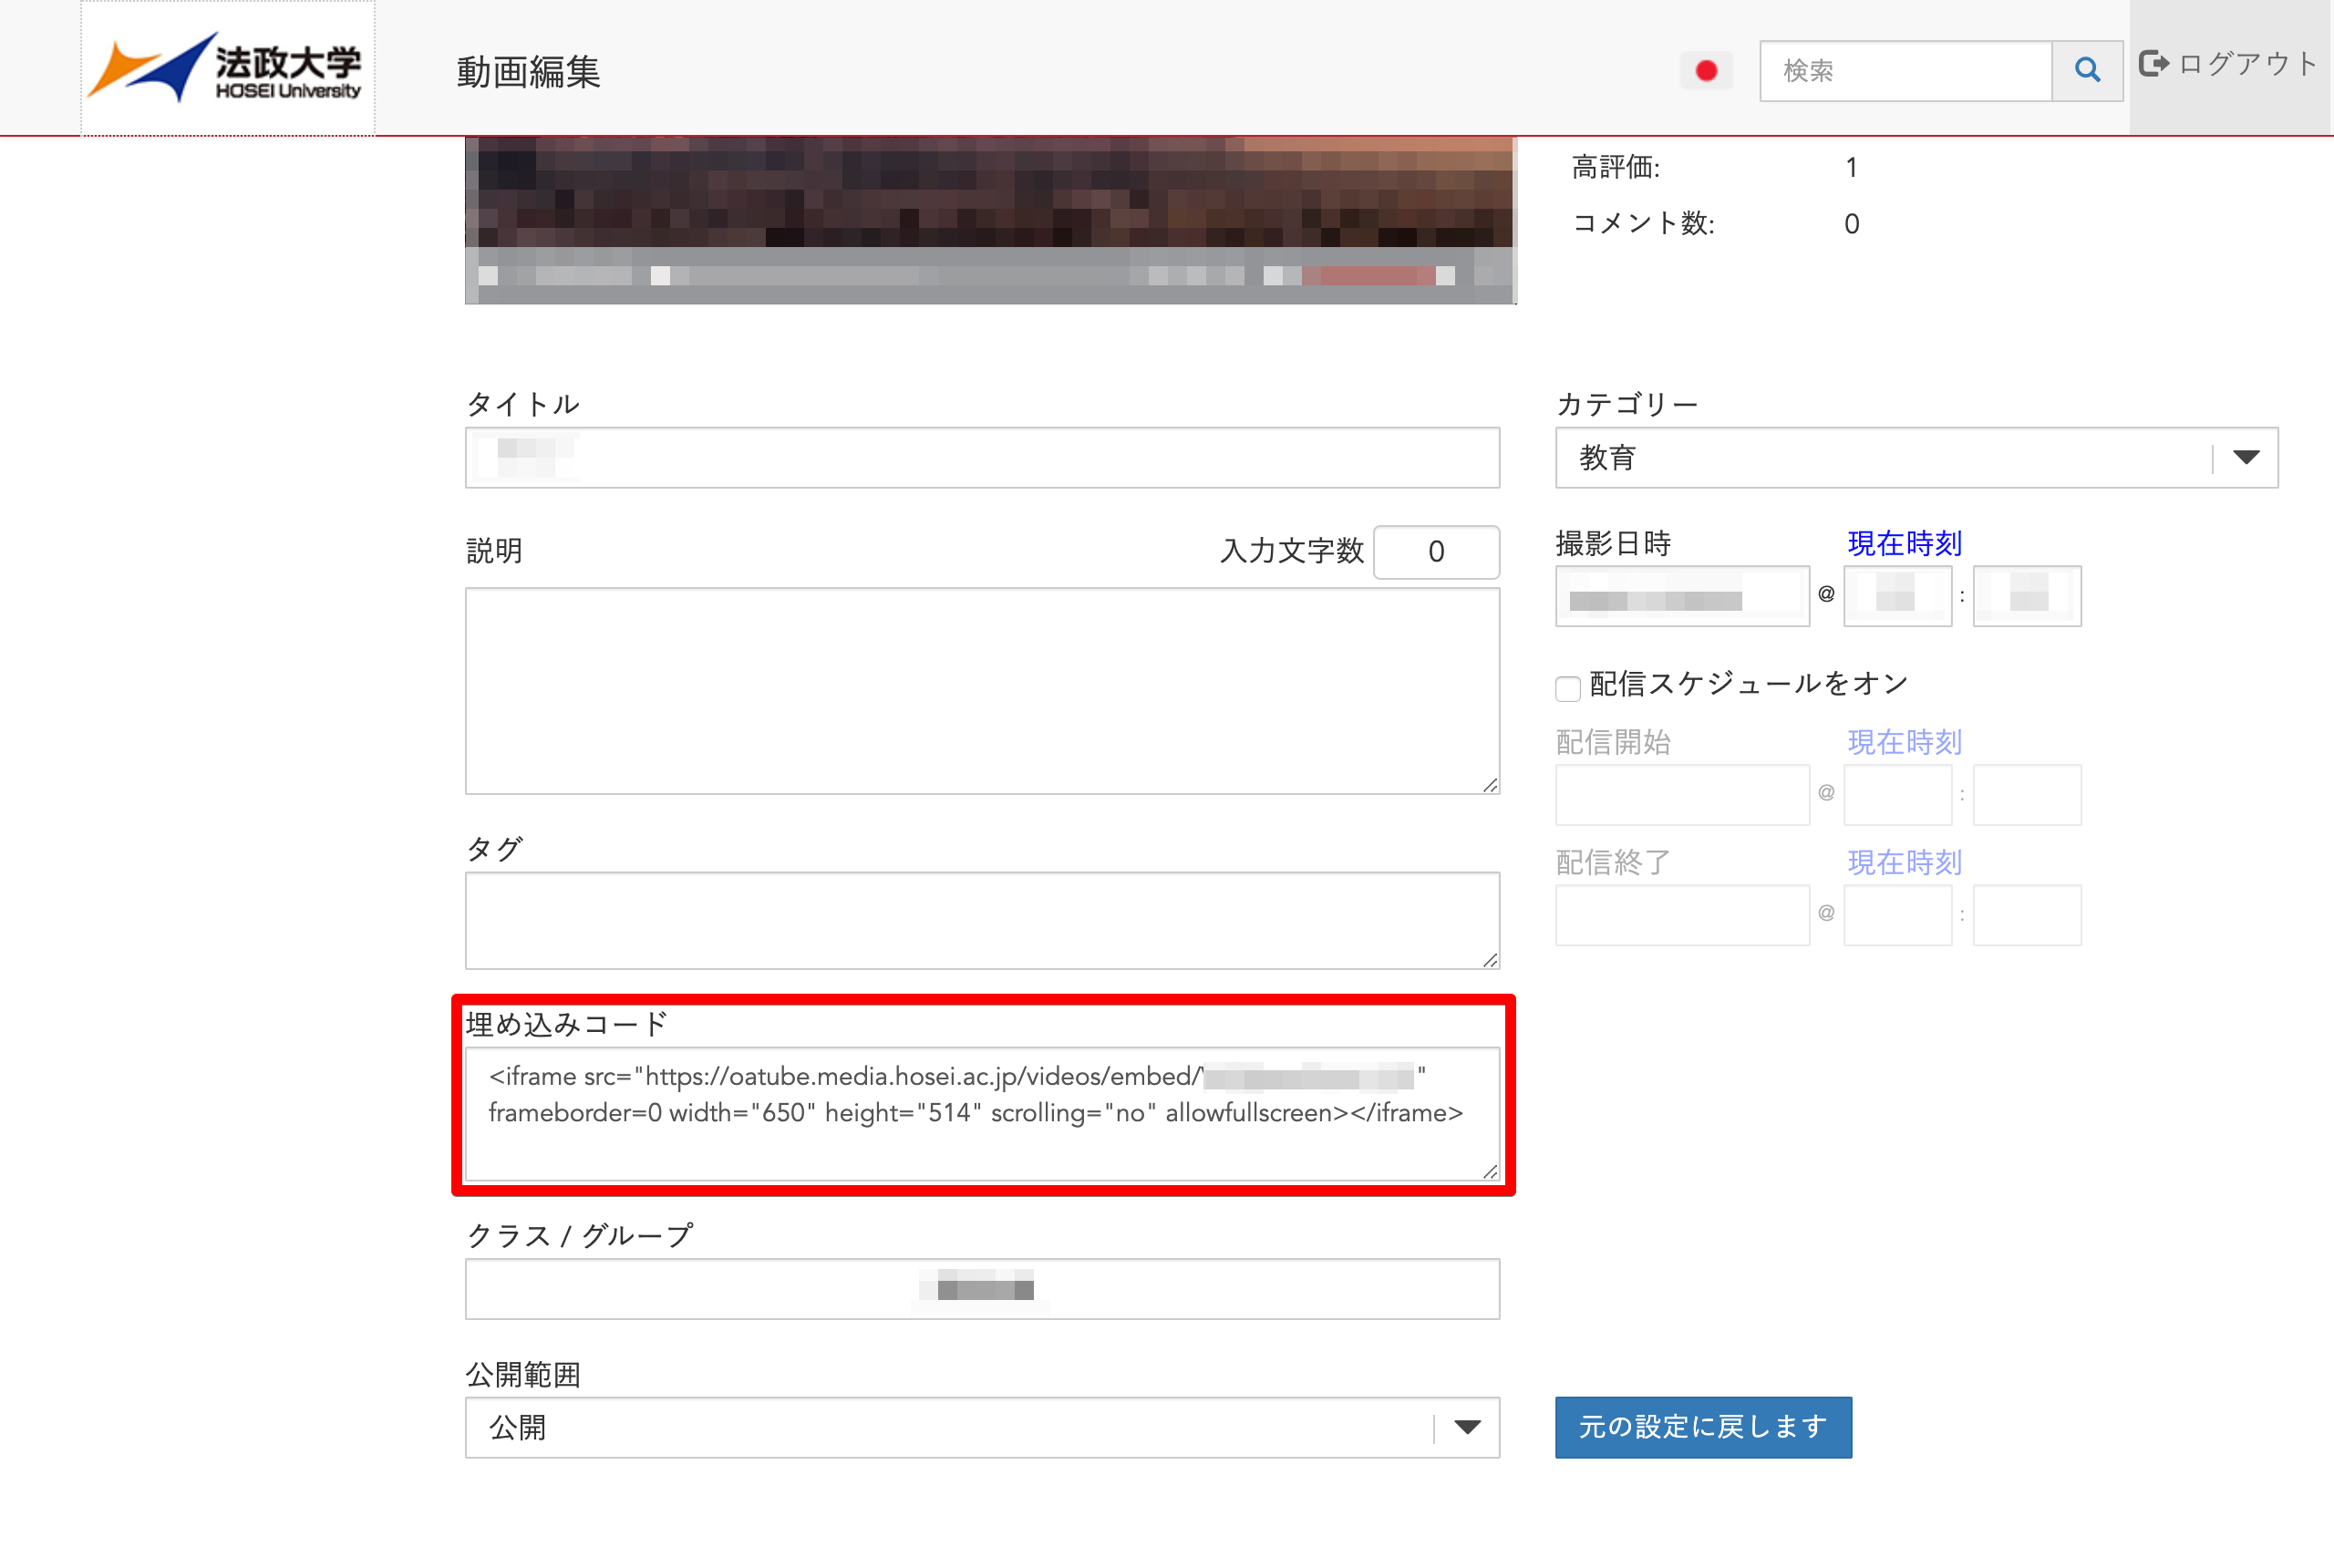 法政大学
HOSEI University
動画編集
検索
ログアウト
高評価: 1
コメント数: 0
タイトル
カテゴリー
教育
説明
入力文字数 0
撮影日時 現在時刻
@ :
配信スケジュールをオン
配信開始 現在時刻
@ :
タグ
配信終了 現在時刻
@ :
埋め込みコード
<iframe src="https://oatube.media.hosei.ac.jp/videos/embed/ "
frameborder=0 width="650" height="514" scrolling="no" allowfullscreen></iframe>
クラス / グループ
公開範囲
公開
元の設定に戻します